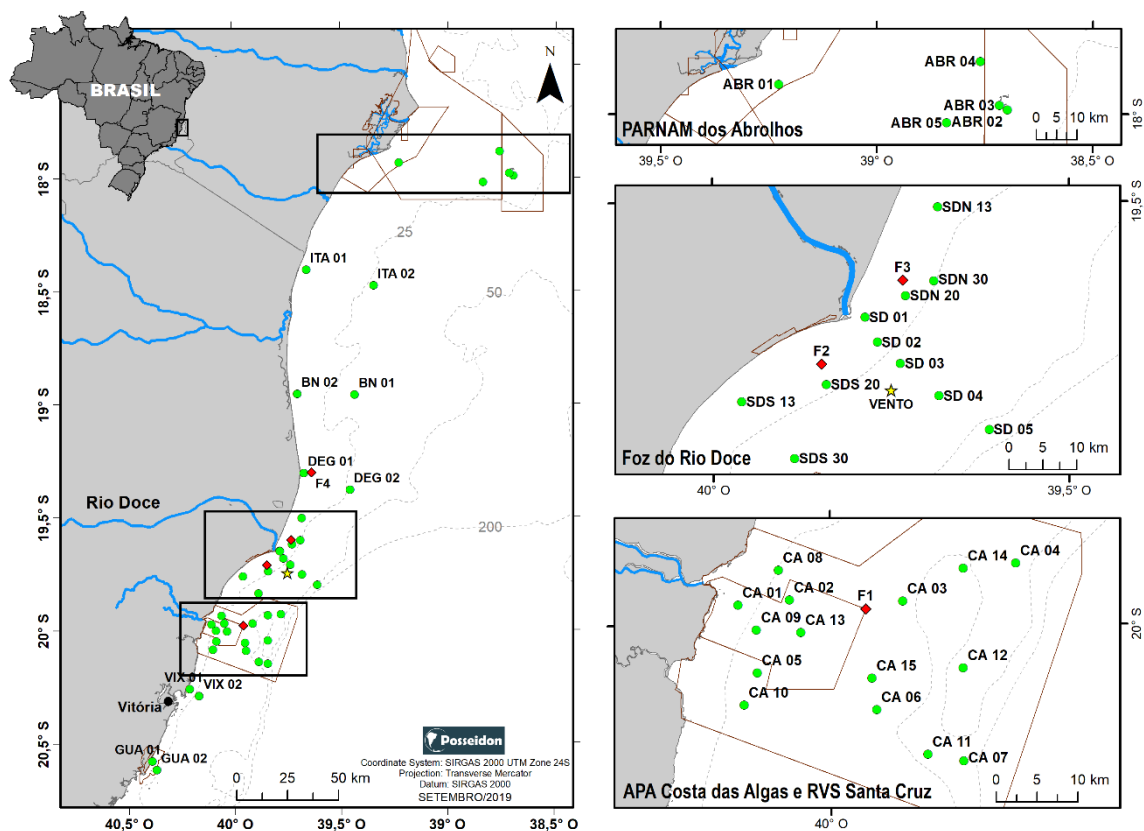 BRASIL
N
18° S
25
ITA 01
ITA 02
18,5° S
50
BN 02
BN 01
19° S
DEG 01
F4
DEG 02
Rio Doce
19,5° S
200
20° S
VIX 01
VIX 02
Vitória
GUA 01
GUA 02
20,5° S
Posseidon
Coordinate System: SIRGAS 2000 UTM Zone 24S
Projection: Transverse Mercator
Datum: SIRGAS 2000
SETEMBRO/2019
0 25 50 km
40,5° O 40° O 39,5° O 39° O 38,5° O
ABR 04
ABR 01
ABR 03
ABR 05
ABR 02
0 5 10 km
18° S
PARNAM dos Abrolhos
39,5° O 39° O 38,5° O
19,5° S
SDN 13
F3
SDN 30
SDN 20
SD 01
SD 02
F2
SD 03
SDS 20
VENTO
SD 04
SDS 13
SD 05
SDS 30
0 5 10 km
Foz do Rio Doce
40° O 39,5° O
CA 08
CA 14
CA 04
CA 01
CA 02
F1
CA 03
CA 09
CA 13
20° S
CA 05
CA 15
CA 12
CA 10
CA 06
CA 11
CA 07
0 5 10 km
APA Costa das Algas e RVS Santa Cruz
40° O